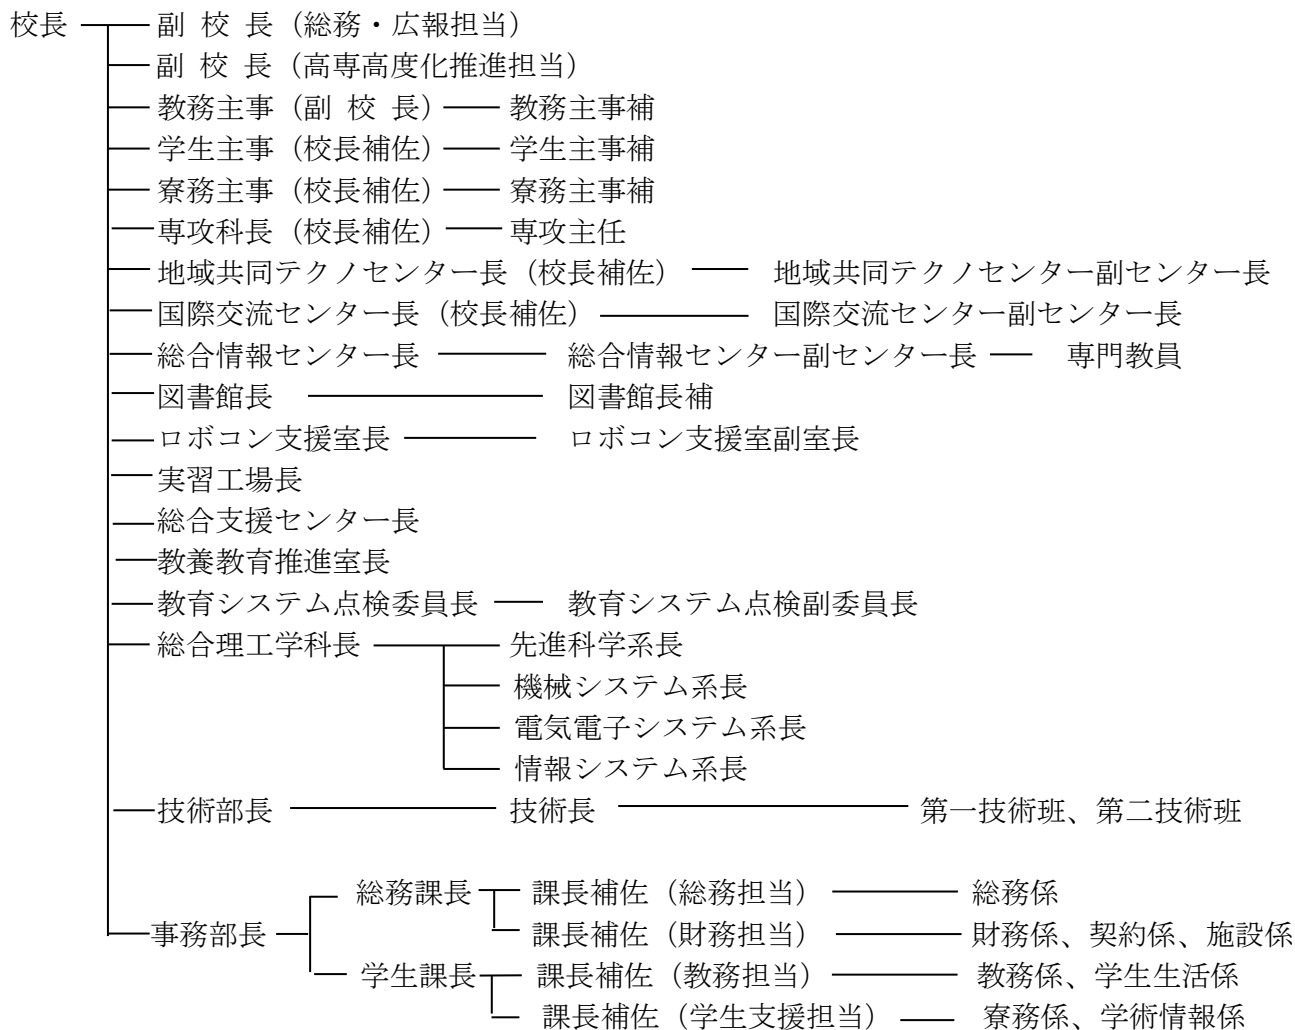 校長 副 校 長（総務・広報担当）
副 校 長（高専高度化推進担当）
教務主事（副 校 長） 教務主事補
学生主事（校長補佐） 学生主事補
寮務主事（校長補佐） 寮務主事補
専攻科長（校長補佐） 専攻主任
地域共同テクノセンター長（校長補佐） 地域共同テクノセンター副センター長
国際交流センター長（校長補佐） 国際交流センター副センター長
総合情報センター長 総合情報センター副センター長 専門教員
図書館長 図書館長補
ロボコン支援室長 ロボコン支援室副室長
実習工場長
総合支援センター長
教養教育推進室長
教育システム点検委員長 教育システム点検副委員長
総合理工学科長 先進科学系長
機械システム系長
電気電子システム系長
情報システム系長
技術部長 技術長 第一技術班、第二技術班
総務課長 課長補佐（総務担当） 総務係
事務部長 課長補佐（財務担当） 財務係、契約係、施設係
学生課長 課長補佐（教務担当） 教務係、学生生活係
課長補佐（学生支援担当） 寮務係、学術情報係